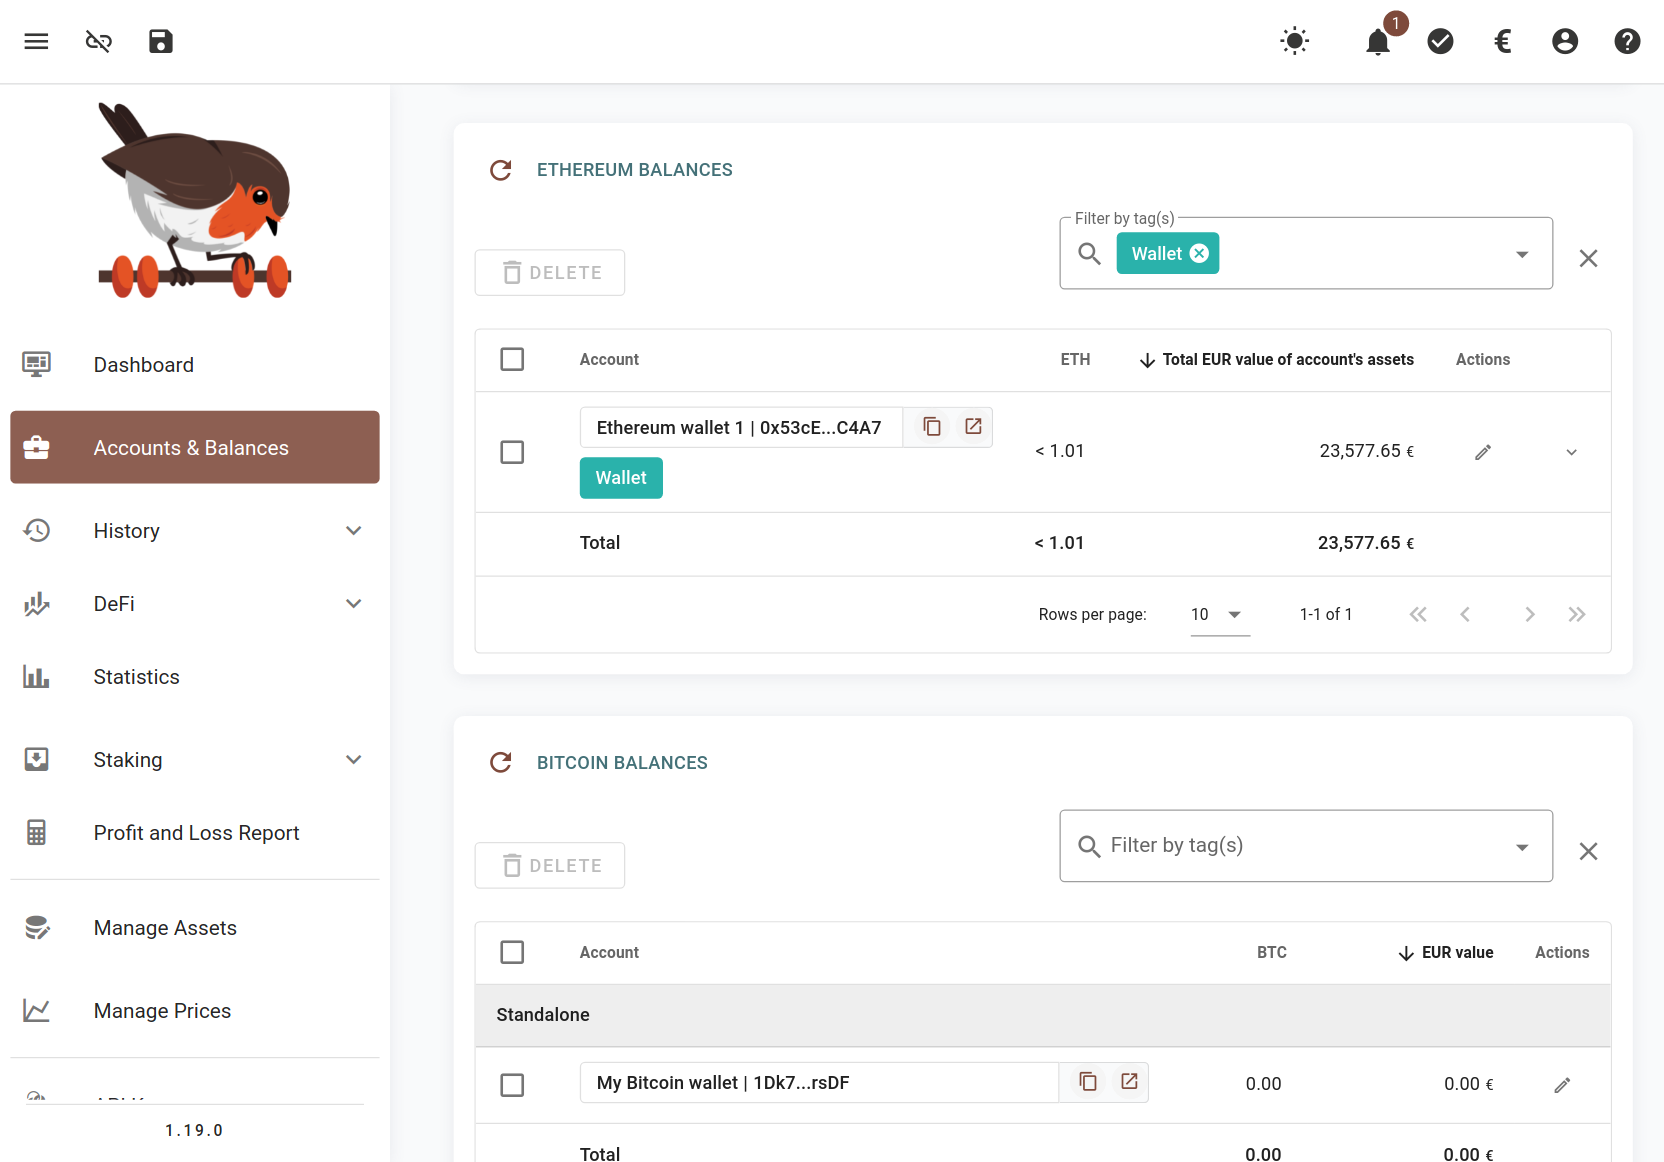 1
Dashboard
Accounts & Balances
History
DeFi
Statistics
Staking
Profit and Loss Report
Manage Assets
Manage Prices
1.19.0
ETHEREUM BALANCES
Filter by tag(s)
Wallet
DELETE
Account ETH Total EUR value of account's assets Actions
Ethereum wallet 1 | 0x53cE...C4A7
< 1.01 23,577.65 €
Wallet
Total < 1.01 23,577.65 €
Rows per page: 10 1-1 of 1
BITCOIN BALANCES
Filter by tag(s)
DELETE
Account BTC EUR value Actions
Standalone
My Bitcoin wallet | 1Dk7...rsDF 0.00 0.00 €
Total 0.00 0.00 €